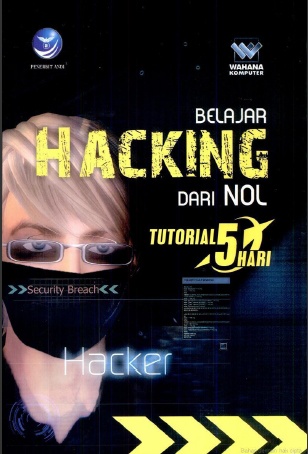 PENERBIT ANDI
WAHANA
KOMPUTER
BELAJAR
HACKING
DARI NOL
TUTORIAL 5 HARI
Security Breach
Hacker